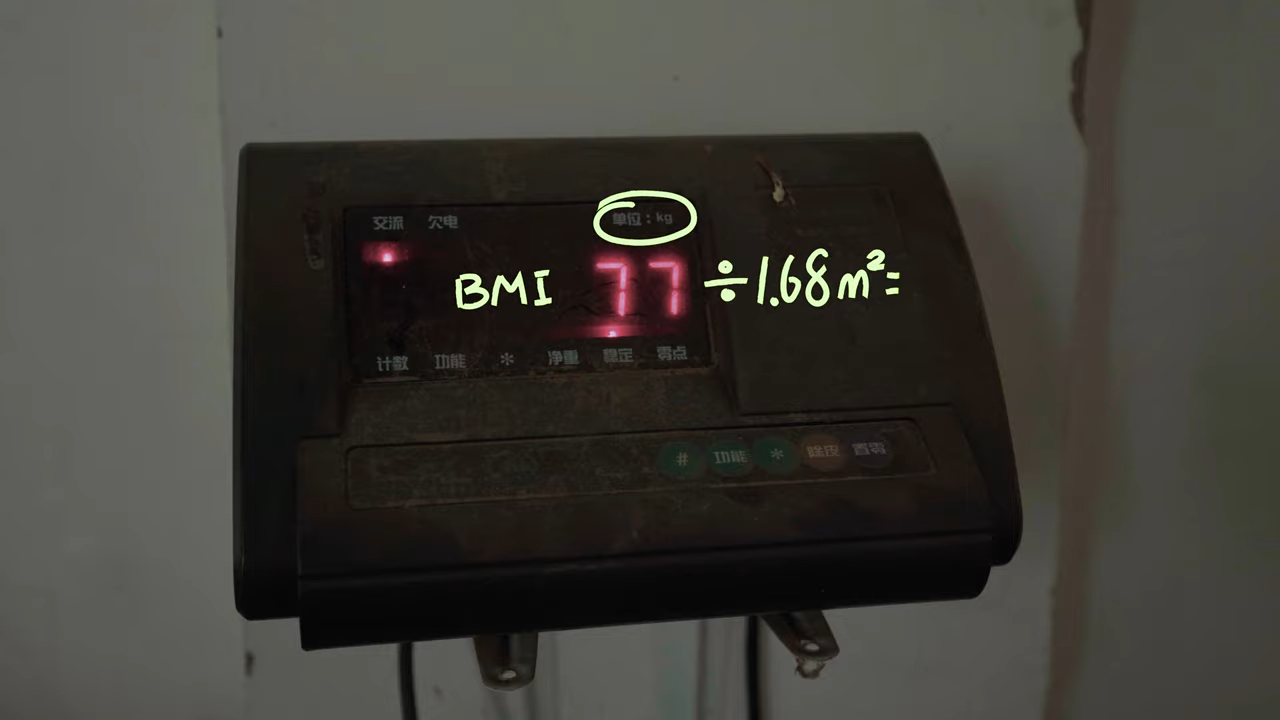 交流 欠电 单位：kg
BMI 77 ÷1.68m²=
计数 功能 * 净重 稳定 零点
# 功能 * 除皮 置零